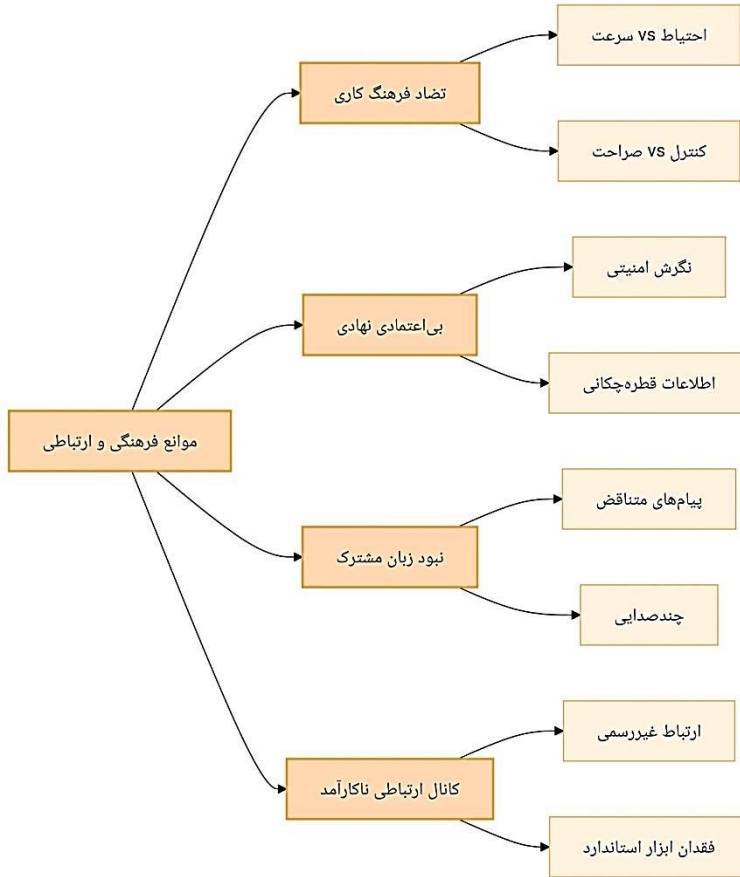 موانع فرهنگی و ارتباطی
تضاد فرهنگ کاری
احتیاط vs سرعت
کنترل vs صراحت
بی‌اعتمادی نهادی
نگرش امنیتی
اطلاعات قطره‌چکانی
نبود زبان مشترک
پیام‌های متناقض
چندصدایی
کانال ارتباطی ناکارآمد
ارتباط غیررسمی
فقدان ابزار استاندارد